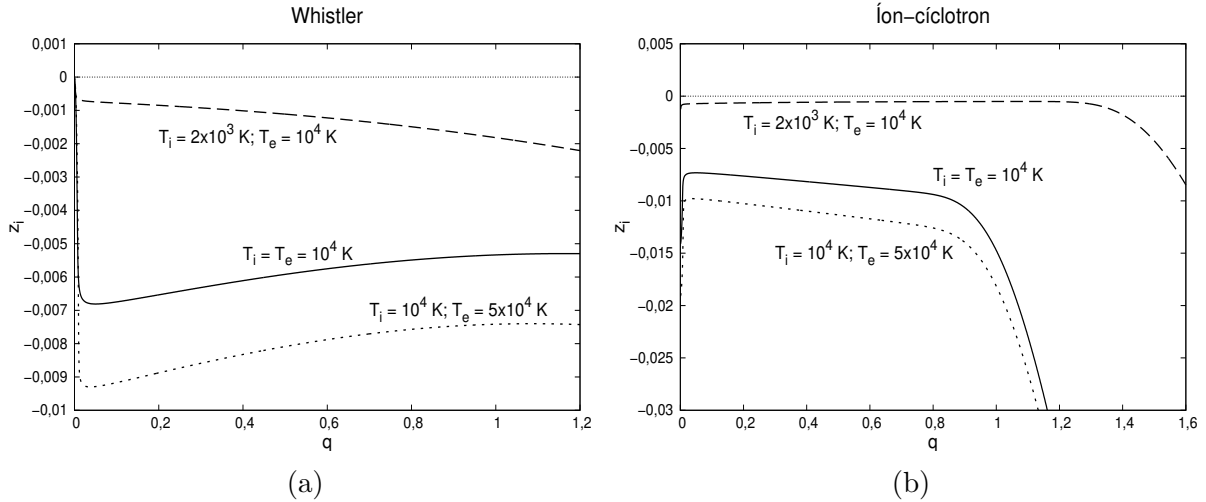 Whistler
0,001
0
−0,001
−0,002
−0,003
−0,004
−0,005
−0,006
−0,007
−0,008
−0,009
−0,01
z_i
0 0,2 0,4 0,6 0,8 1 1,2
q
T_i = 2x10^3 K; T_e = 10^4 K
T_i = T_e = 10^4 K
T_i = 10^4 K; T_e = 5x10^4 K
(a)
Íon−cíclotron
0,005
0
−0,005
−0,01
−0,015
−0,02
−0,025
−0,03
z_i
0 0,2 0,4 0,6 0,8 1 1,2 1,4 1,6
q
T_i = 2x10^3 K; T_e = 10^4 K
T_i = T_e = 10^4 K
T_i = 10^4 K; T_e = 5x10^4 K
(b)